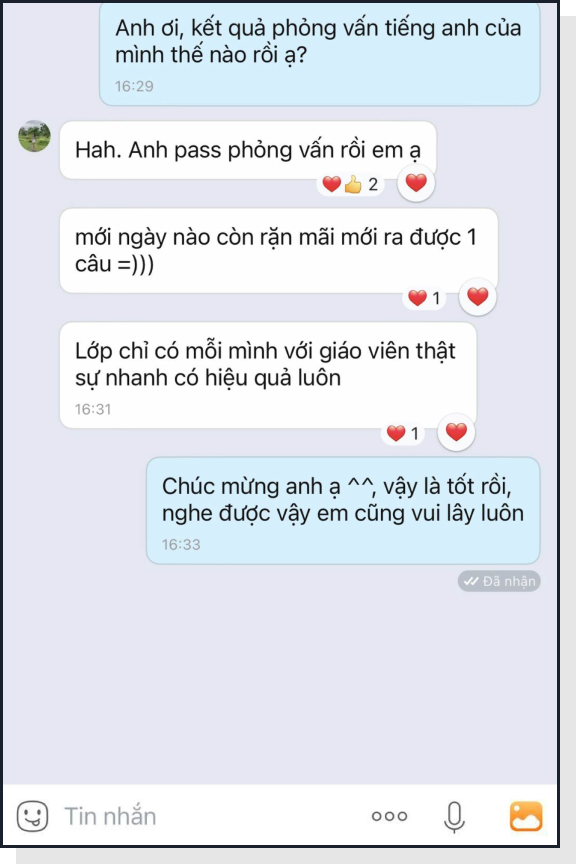 Anh ơi, kết quả phỏng vấn tiếng anh của
mình thế nào rồi ạ?
16:29
Hah. Anh pass phỏng vấn rồi em ạ
2
mới ngày nào còn rặn mãi mới ra được 1
câu =)))
1
Lớp chỉ có mỗi mình với giáo viên thật
sự nhanh có hiệu quả luôn
16:31
1
Chúc mừng anh ạ ^^, vậy là tốt rồi,
nghe được vậy em cũng vui lây luôn
16:33
Đã nhận
Tin nhắn